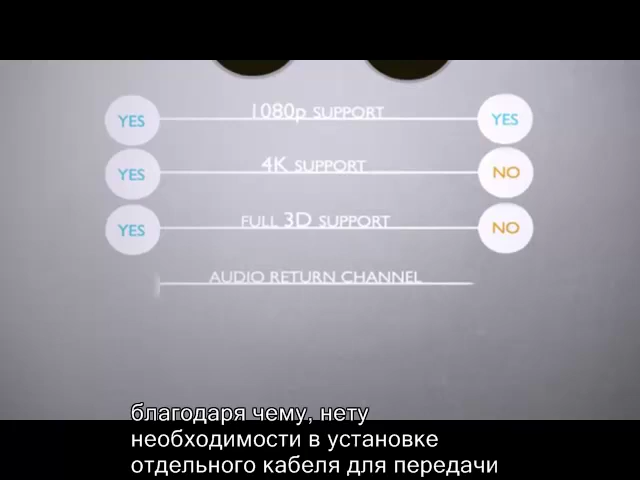 YES 1080p SUPPORT YES
YES 4K SUPPORT NO
YES FULL 3D SUPPORT NO
AUDIO RETURN CHANNEL
благодаря чему, нету
необходимости в установке
отдельного кабеля для передачи